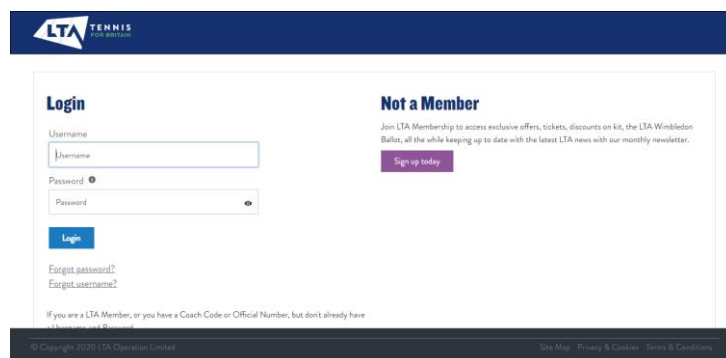 LTA TENNIS
FOR BRITAIN
Login
Username
Username
Password
Password
Login
Forgot password?
Forgot username?
If you are a LTA Member, or you have a Coach Code or Official Number, but don't already have
a Username and Password
Not a Member
Join LTA Membership to access exclusive offers, tickets, discounts on kit, the LTA Wimbledon
Ballot, all the while keeping up to date with the latest LTA news with our monthly newsletter.
Sign up today
© Copyright 2020 LTA Operation Limited
Site Map Privacy & Cookies Terms & Conditions